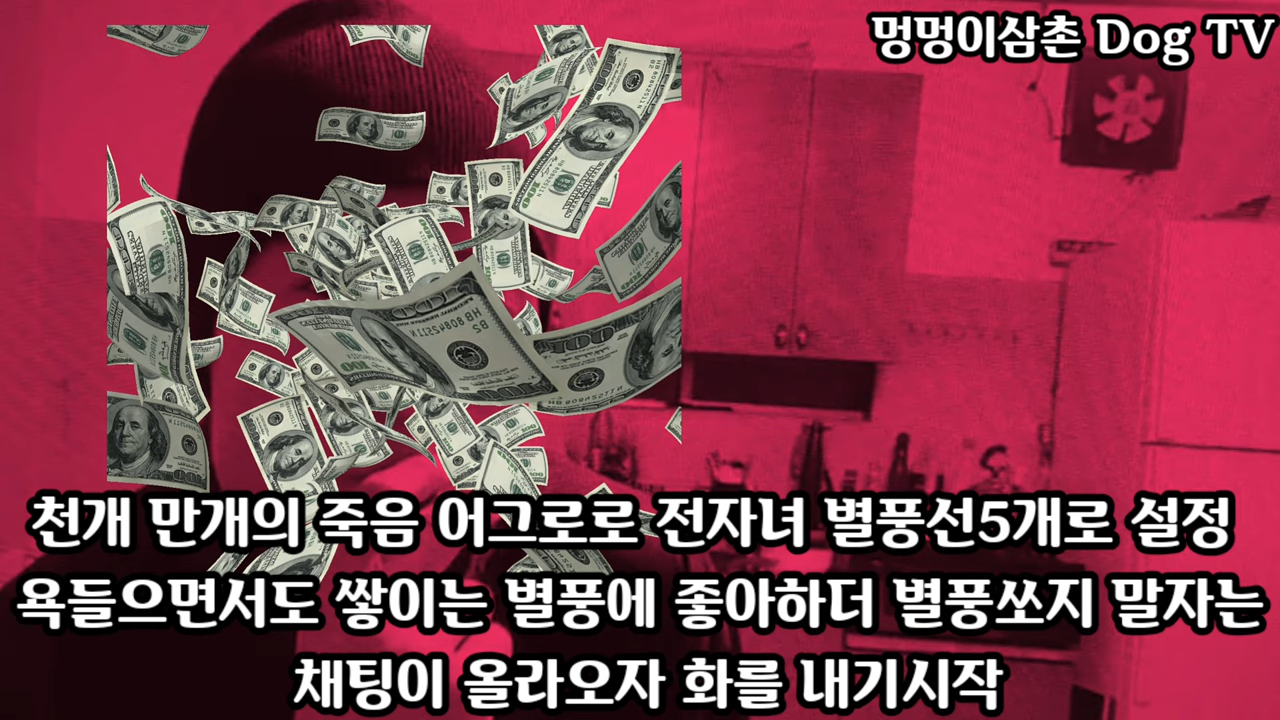 멍멍이삼촌 Dog TV
천개 만개의 죽음 어그로로 전자녀 별풍선5개로 설정
욕들으면서도 쌓이는 별풍에 좋아하더 별풍쏘지 말자는
채팅이 올라오자 화를 내기시작